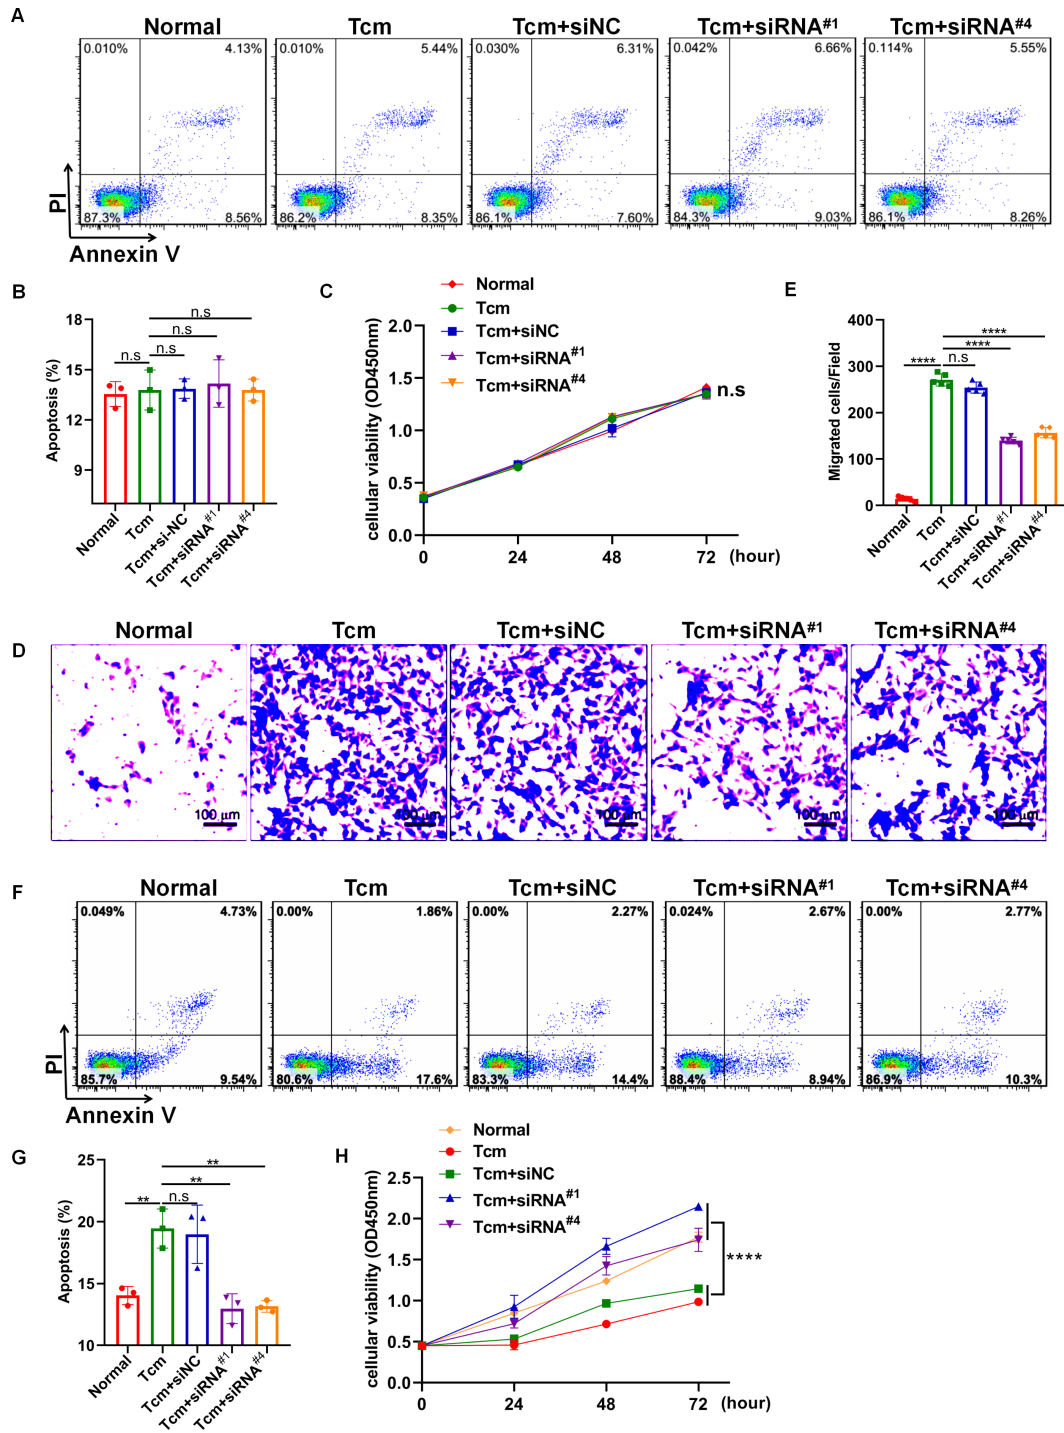 A
Normal
Tcm
Tcm+siNC
Tcm+siRNA#1
Tcm+siRNA#4
0.010% 4.13%
0.010% 5.44%
0.030% 6.31%
0.042% 6.66%
0.114% 5.55%
87.3% 8.56%
86.2% 8.35%
86.1% 7.60%
84.3% 9.03%
86.1% 8.26%
PI
Annexin V
B
Apoptosis (%)
18
15
12
9
n.s
n.s
n.s
n.s
Normal
Tcm
Tcm+si-NC
Tcm+siRNA#1
Tcm+siRNA#4
C
Normal
Tcm
Tcm+siNC
Tcm+siRNA#1
Tcm+siRNA#4
cellular viability (OD450nm)
2.0
1.5
1.0
0.5
0.0
n.s
0 24 48 72 (hour)
E
Migrated cells/Field
400
300
200
100
0
****
****
**** n.s
Normal
Tcm
Tcm+siNC
Tcm+siRNA#1
Tcm+siRNA#4
D
Normal
Tcm
Tcm+siNC
Tcm+siRNA#1
Tcm+siRNA#4
100 μm
100 μm
100 μm
100 μm
100 μm
F
Normal
Tcm
Tcm+siNC
Tcm+siRNA#1
Tcm+siRNA#4
0.049% 4.73%
0.00% 1.86%
0.00% 2.27%
0.024% 2.67%
0.00% 2.77%
85.7% 9.54%
80.6% 17.6%
83.3% 14.4%
88.4% 8.94%
86.9% 10.3%
PI
Annexin V
G
Apoptosis (%)
25
20
15
10
**
**
** n.s
Normal
Tcm
Tcm+siNC
Tcm+siRNA#1
Tcm+siRNA#4
H
Normal
Tcm
Tcm+siNC
Tcm+siRNA#1
Tcm+siRNA#4
cellular viability (OD450nm)
2.5
2.0
1.5
1.0
0.5
0.0
****
0 24 48 72 (hour)